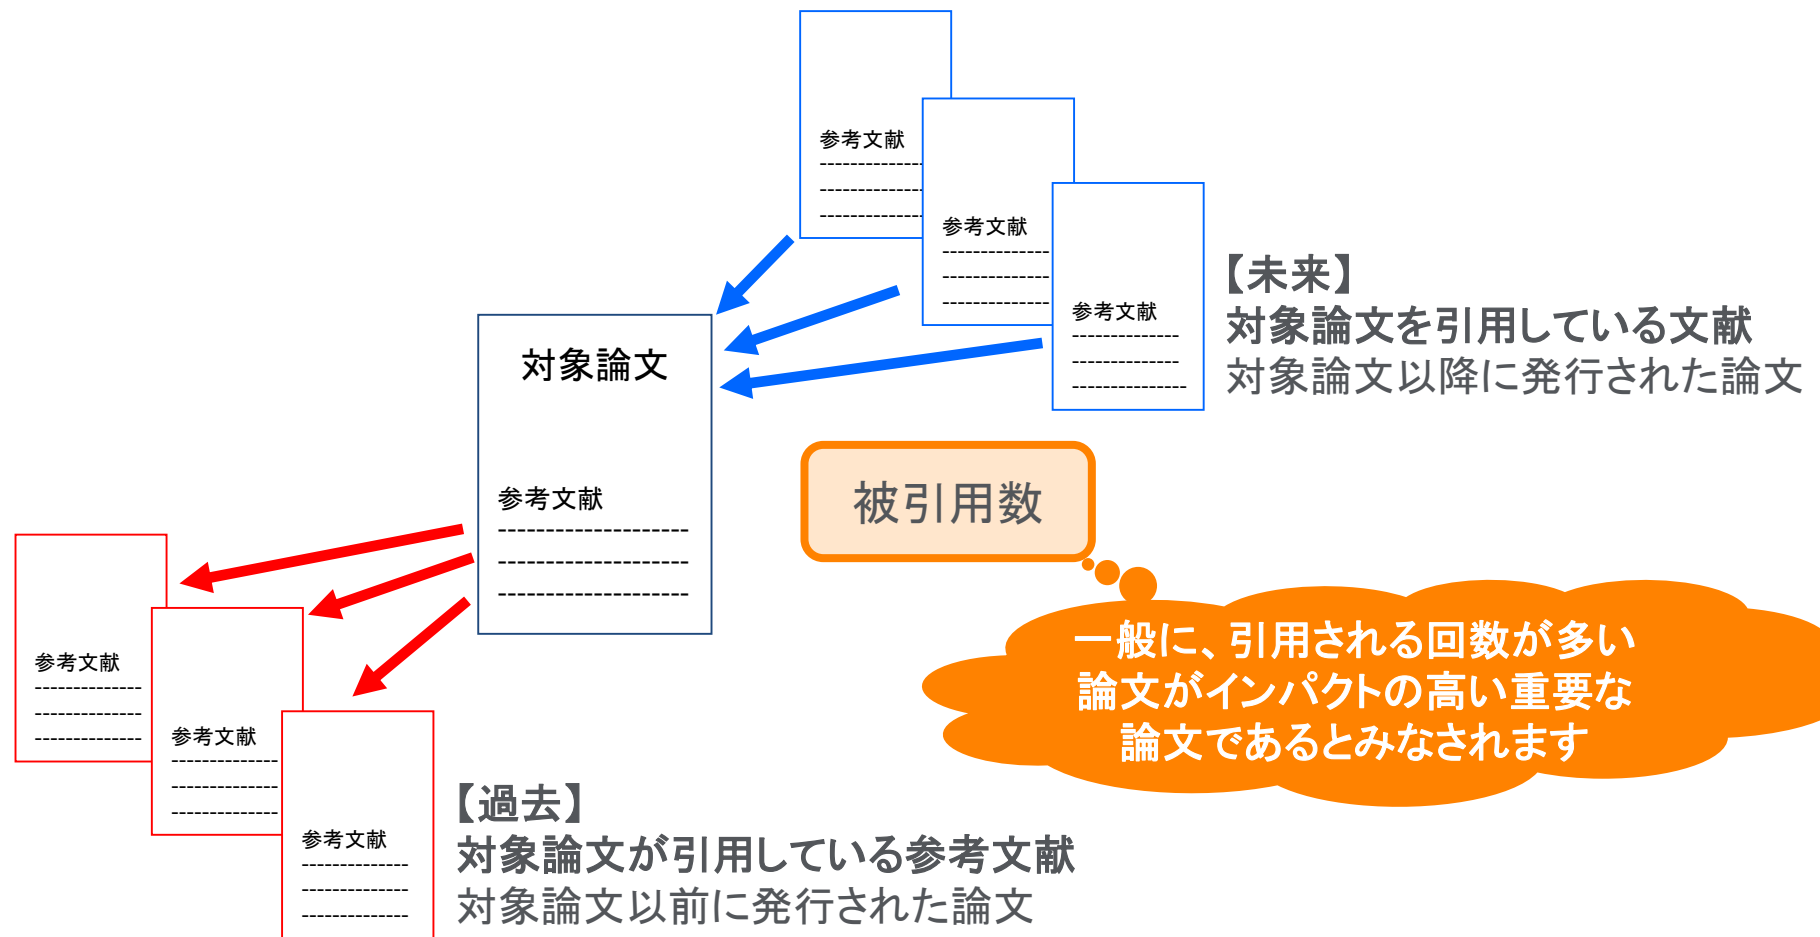 参考文献
--------------
--------------
--------------
参考文献
--------------
--------------
--------------
参考文献
--------------
--------------
---------------
【未来】
対象論文を引用している文献
対象論文以降に発行された論文
対象論文
参考文献
--------------------
--------------------
--------------------
被引用数
一般に、引用される回数が多い
論文がインパクトの高い重要な
論文であるとみなされます
参考文献
--------------
--------------
--------------
参考文献
--------------
--------------
--------------
参考文献
--------------
--------------
--------------
【過去】
対象論文が引用している参考文献
対象論文以前に発行された論文